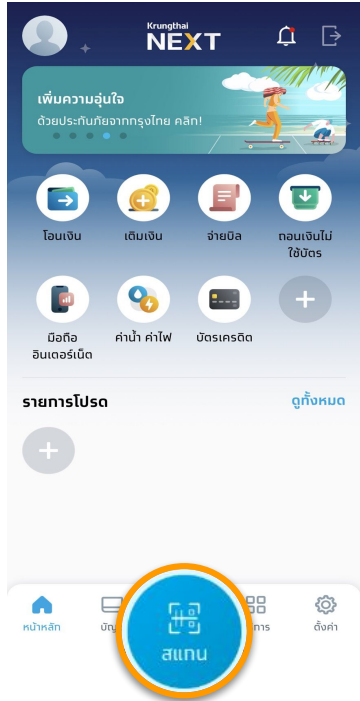 Krungthai
NEXT
เพิ่มความอุ่นใจ
ด้วยประกันภัยจากกรุงไทย คลิก!
โอนเงิน
เติมเงิน
จ่ายบิล
ถอนเงินไม่
ใช้บัตร
มือถือ
อินเตอร์เน็ต
ค่าน้ำ ค่าไฟ
บัตรเครดิต
รายการโปรด
ดูทั้งหมด
หน้าหลัก
สแกน
ตั้งค่า